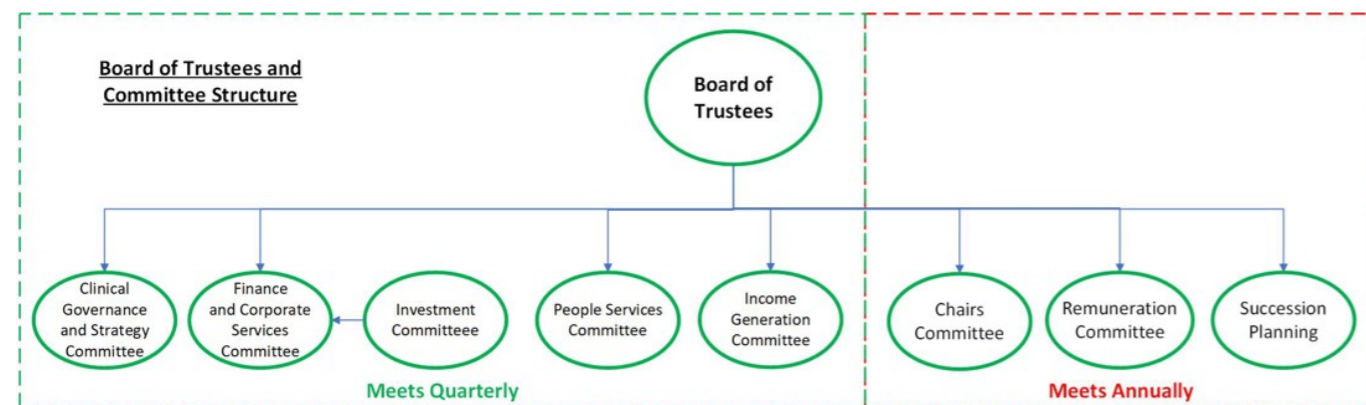 Board of Trustees and
Committee Structure
Board of
Trustees
Clinical
Governance
and Strategy
Committee
Finance
and Corporate
Services
Committee
Investment
Committeee
People Services
Committee
Income
Generation
Committee
Chairs
Committee
Remuneration
Committee
Succession
Planning
Meets Quarterly
Meets Annually